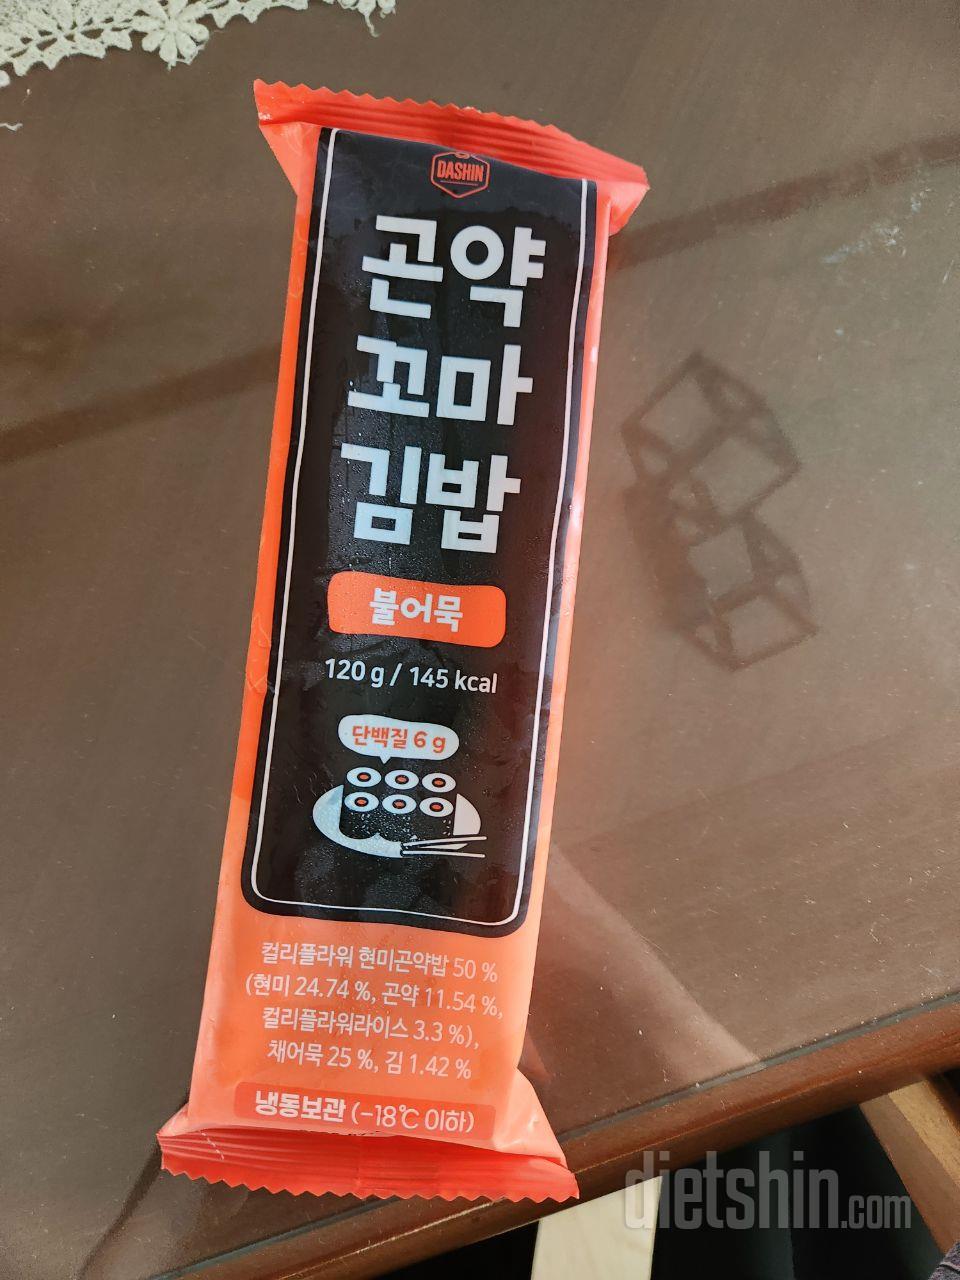 DASHIN
곤약
꼬마
김밥
불어묵
120 g / 145 kcal
단백질 6 g
컬리플라워 현미곤약밥 50 %
(현미 24.74 %, 곤약 11.54 %,
컬리플라워라이스 3.3 %),
채어묵 25 %, 김 1.42 %
냉동보관 (-18℃ 이하)
dietshin.com